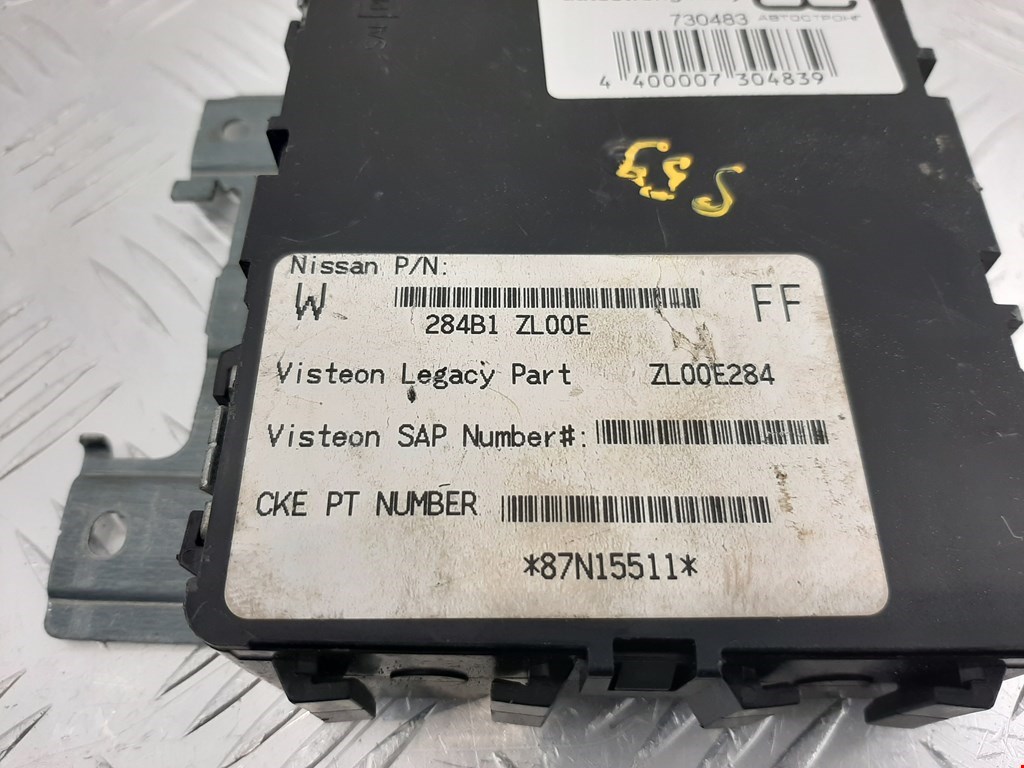 730483 АВТОСТРОНГ
4 400007 304839
Nissan P/N:
W FF
284B1 ZL00E
Visteon Legacy Part ZL00E284
Visteon SAP Number#:
CKE PT NUMBER
*87N15511*